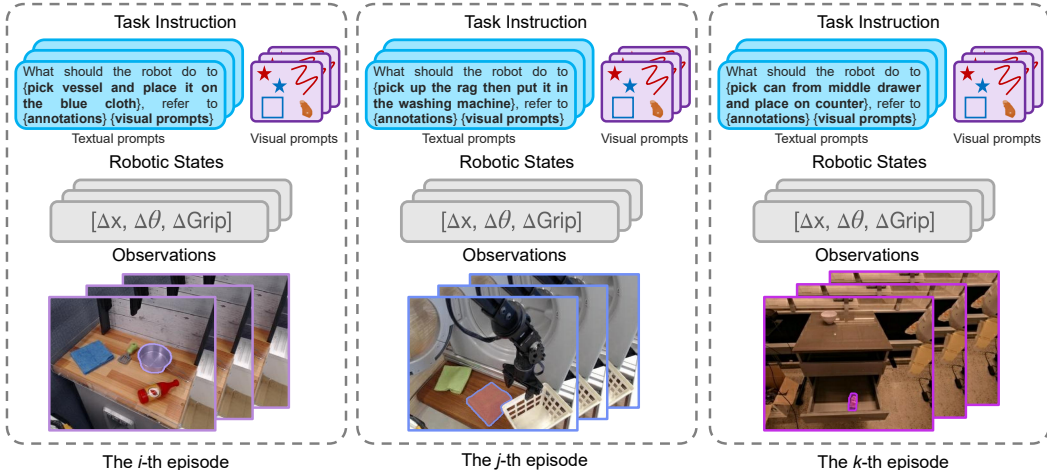 Task Instruction
What should the robot do to
{pick vessel and place it on
the blue cloth}, refer to
{annotations} {visual prompts}
Textual prompts
Visual prompts
Robotic States
[Δx, Δθ, ΔGrip]
Observations
The i-th episode
Task Instruction
What should the robot do to
{pick up the rag then put it in
the washing machine}, refer to
{annotations} {visual prompts}
Textual prompts
Visual prompts
Robotic States
[Δx, Δθ, ΔGrip]
Observations
The j-th episode
Task Instruction
What should the robot do to
{pick can from middle drawer
and place on counter}, refer to
{annotations} {visual prompts}
Textual prompts
Visual prompts
Robotic States
[Δx, Δθ, ΔGrip]
Observations
The k-th episode